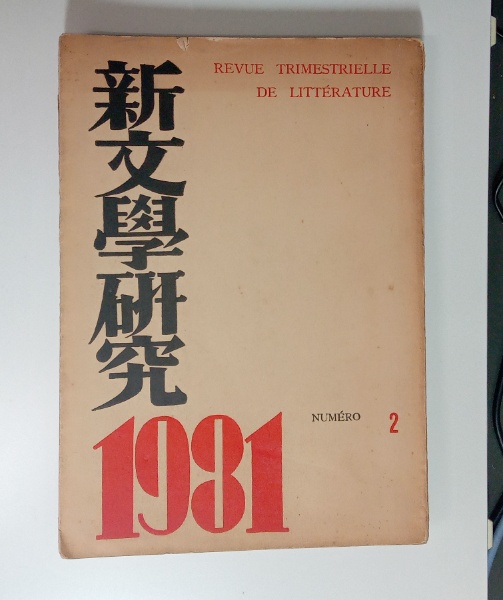 新文學研究
REVUE TRIMESTRIELLE
DE LITTÉRATURE
NUMÉRO 2
1931